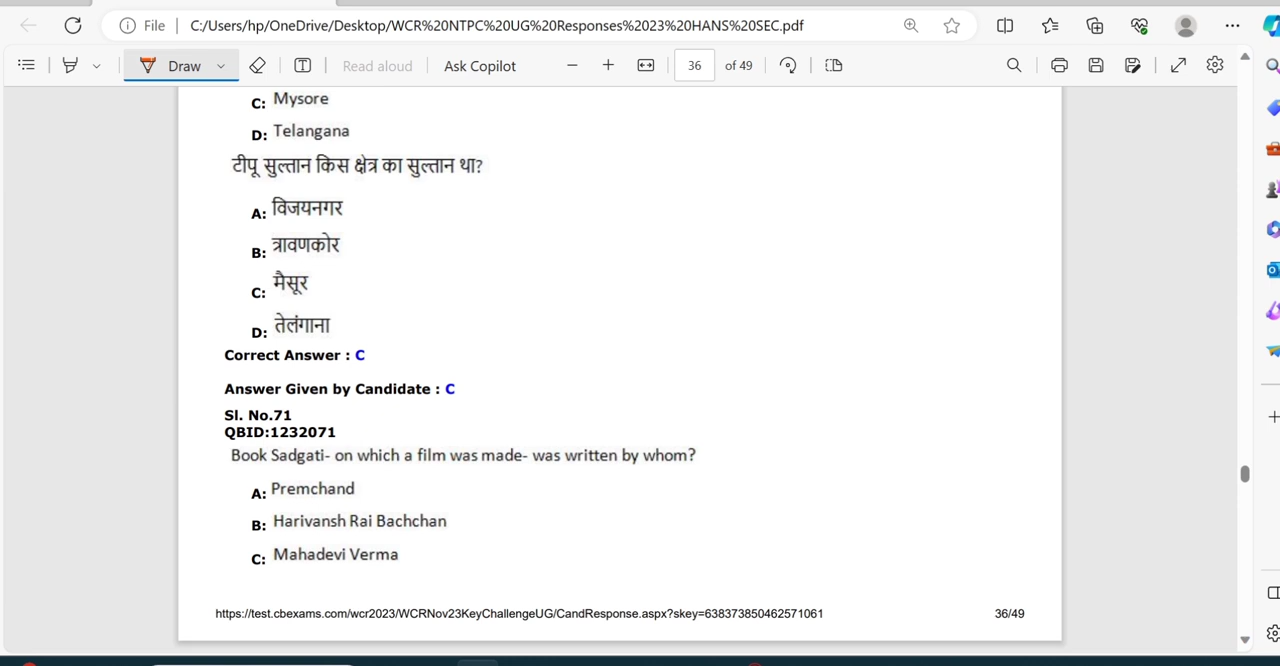 File C:/Users/hp/OneDrive/Desktop/WCR%20NTPC%20UG%20Responses%202023%20HANS%20SEC.pdf
Draw Read aloud Ask Copilot 36 of 49
C: Mysore
D: Telangana
टीपू सुल्तान किस क्षेत्र का सुल्तान था?
A: विजयनगर
B: त्रावणकोर
C: मैसूर
D: तेलंगाना
Correct Answer : C
Answer Given by Candidate : C
Sl. No.71
QBID:1232071
Book Sadgati- on which a film was made- was written by whom?
A: Premchand
B: Harivansh Rai Bachchan
C: Mahadevi Verma
https://test.cbexams.com/wcr2023/WCRNov23KeyChallengeUG/CandResponse.aspx?skey=638373850462571061 36/49